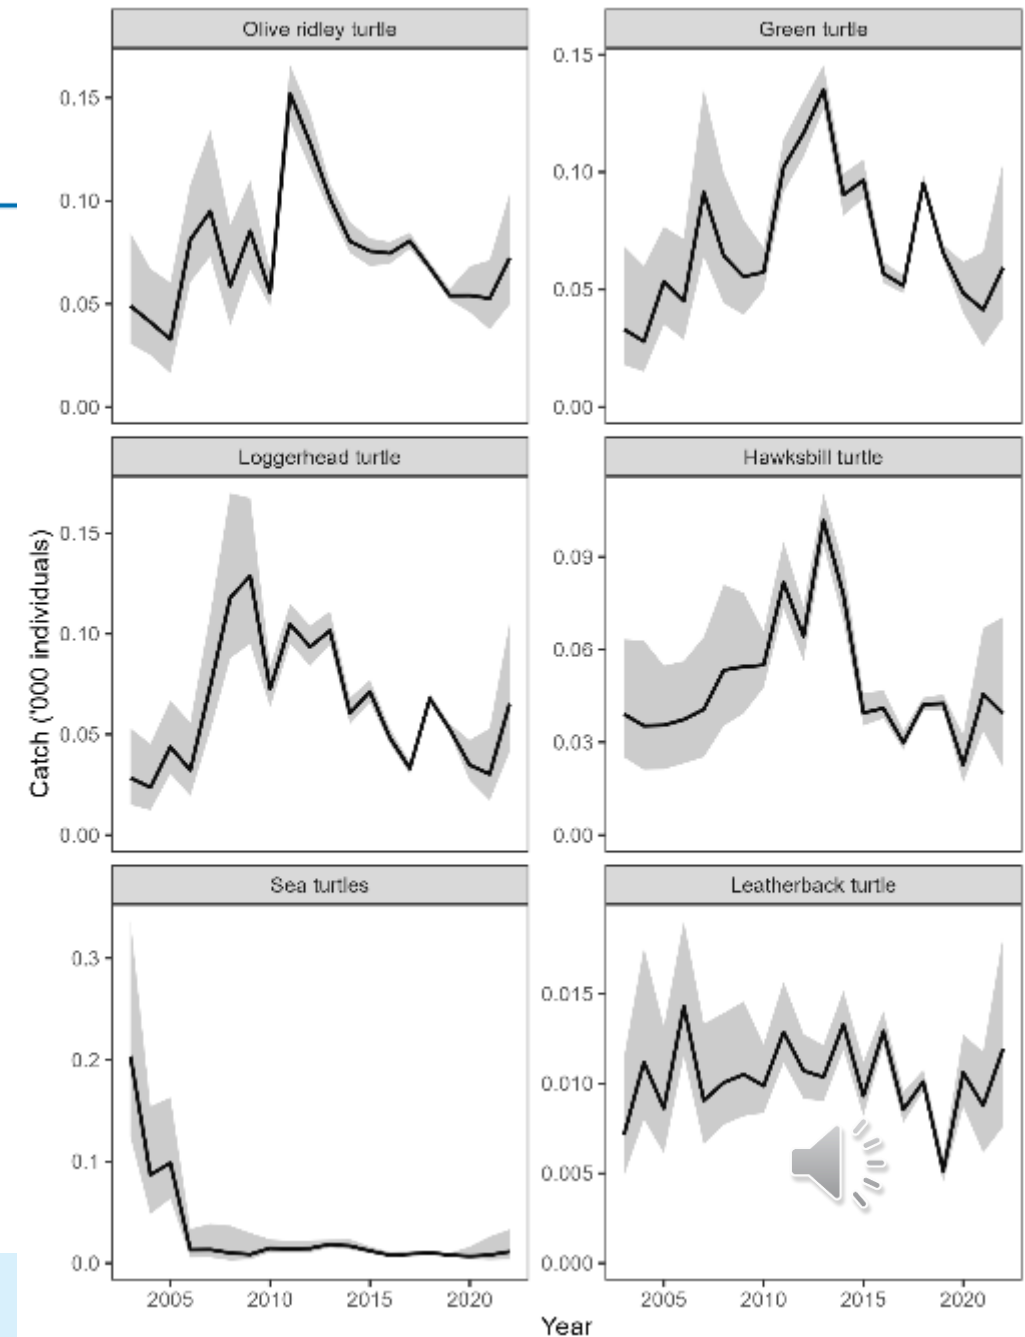 Olive ridley turtle
Green turtle
0.15
0.10
0.05
0.00
0.15
0.10
0.05
0.00
Loggerhead turtle
Hawksbill turtle
Catch ('000 individuals)
0.15
0.10
0.05
0.00
0.09
0.06
0.03
0.00
Sea turtles
Leatherback turtle
0.3
0.2
0.1
0.0
0.015
0.010
0.005
0.000
2005 2010 2015 2020
2005 2010 2015 2020
Year